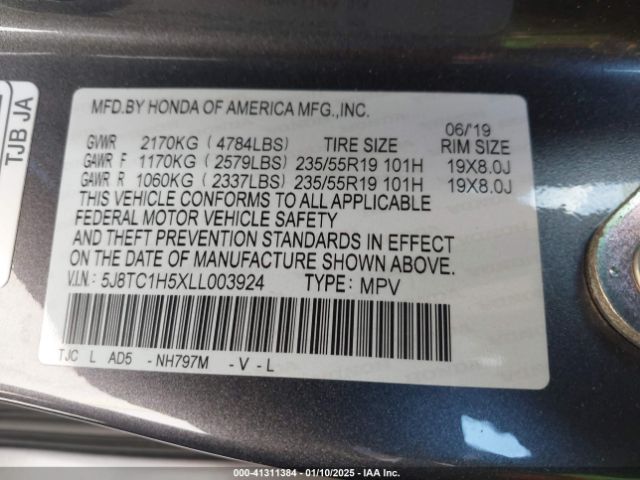 TJB JA
MFD.BY HONDA OF AMERICA MFG.,INC.
06/'19
GVWR 2170KG ( 4784LBS) TIRE SIZE RIM SIZE
GAWR F 1170KG ( 2579LBS) 235/55R19 101H 19X8.0J
GAWR R 1060KG ( 2337LBS) 235/55R19 101H 19X8.0J
THIS VEHICLE CONFORMS TO ALL APPLICABLE
FEDERAL MOTOR VEHICLE SAFETY
AND THEFT PREVENTION STANDARDS IN EFFECT
ON THE DATE OF MANUFACTURE SHOWN ABOVE.
V.I.N.: 5J8TC1H5XLL003924 TYPE: MPV
TJC L AD5 -NH797M -V-L
000-41311384 - 01/10/2025 - IAA Inc.